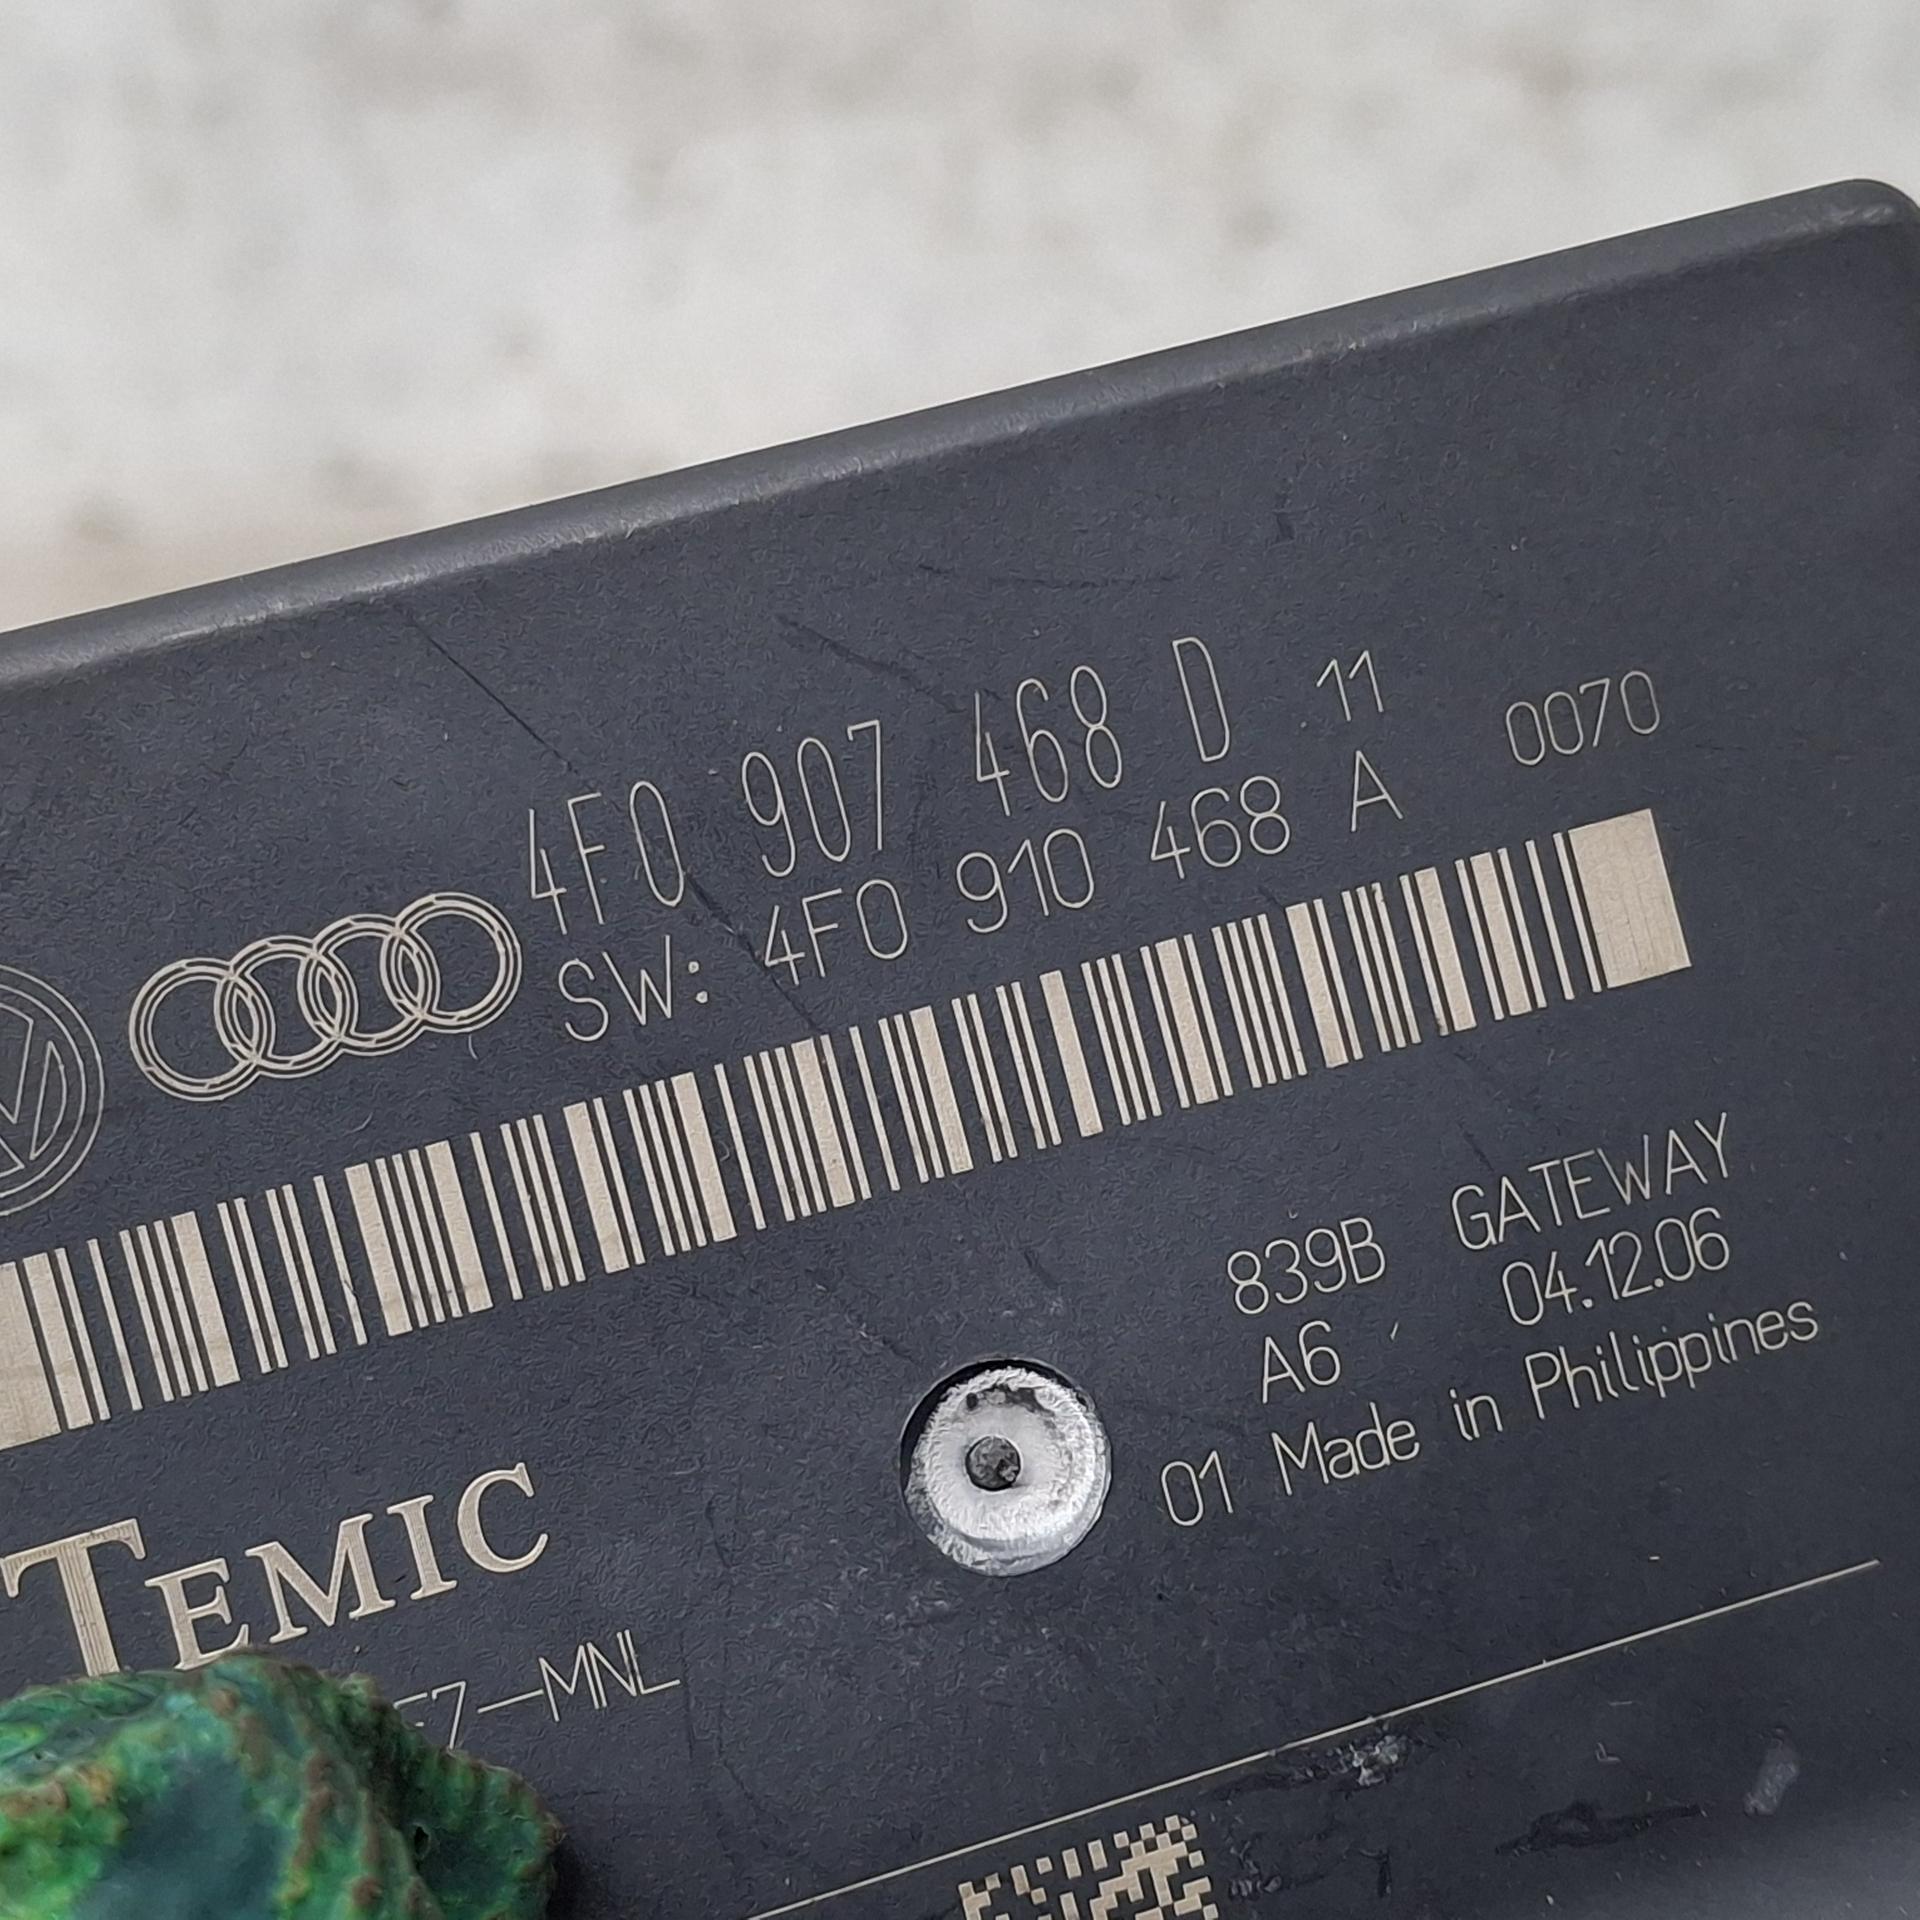 4F0 907 468 D 11
SW: 4F0 910 468 A 0070
839B GATEWAY
A6 04.12.06
01 Made in Philippines
TEMIC
7-MNL